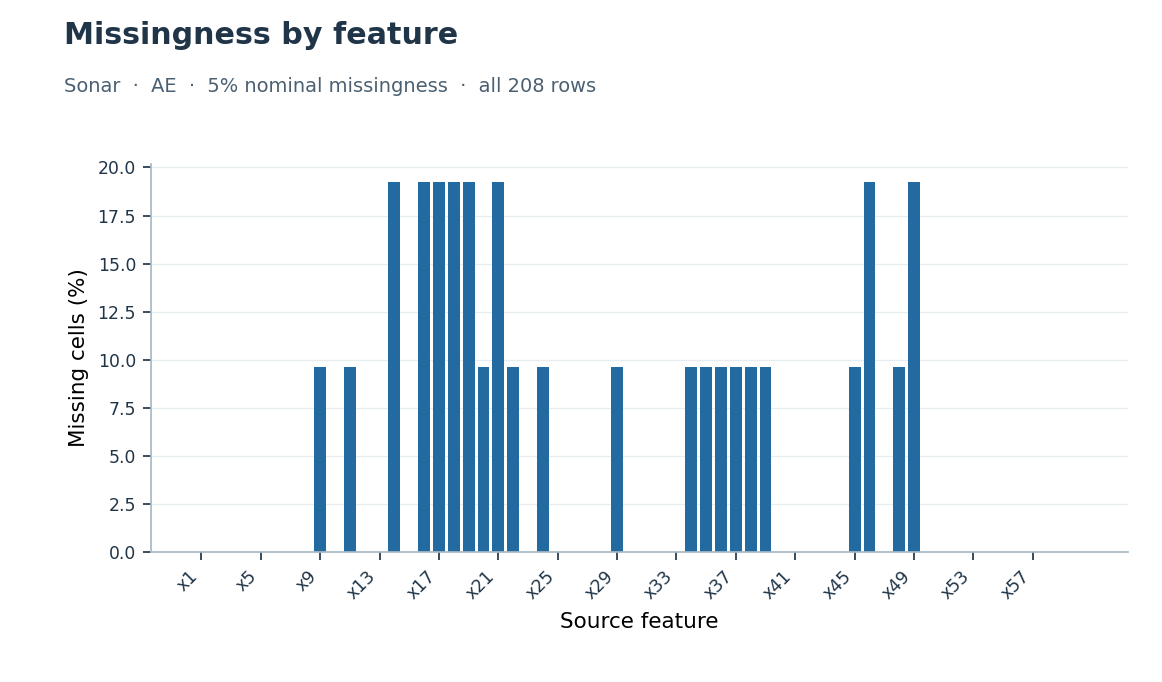 Missingness by feature
Sonar · AE · 5% nominal missingness · all 208 rows
20.0
17.5
15.0
12.5
10.0
7.5
5.0
2.5
0.0
Missing cells (%)
x1 x5 x9 x13 x17 x21 x25 x29 x33 x37 x41 x45 x49 x53 x57
Source feature